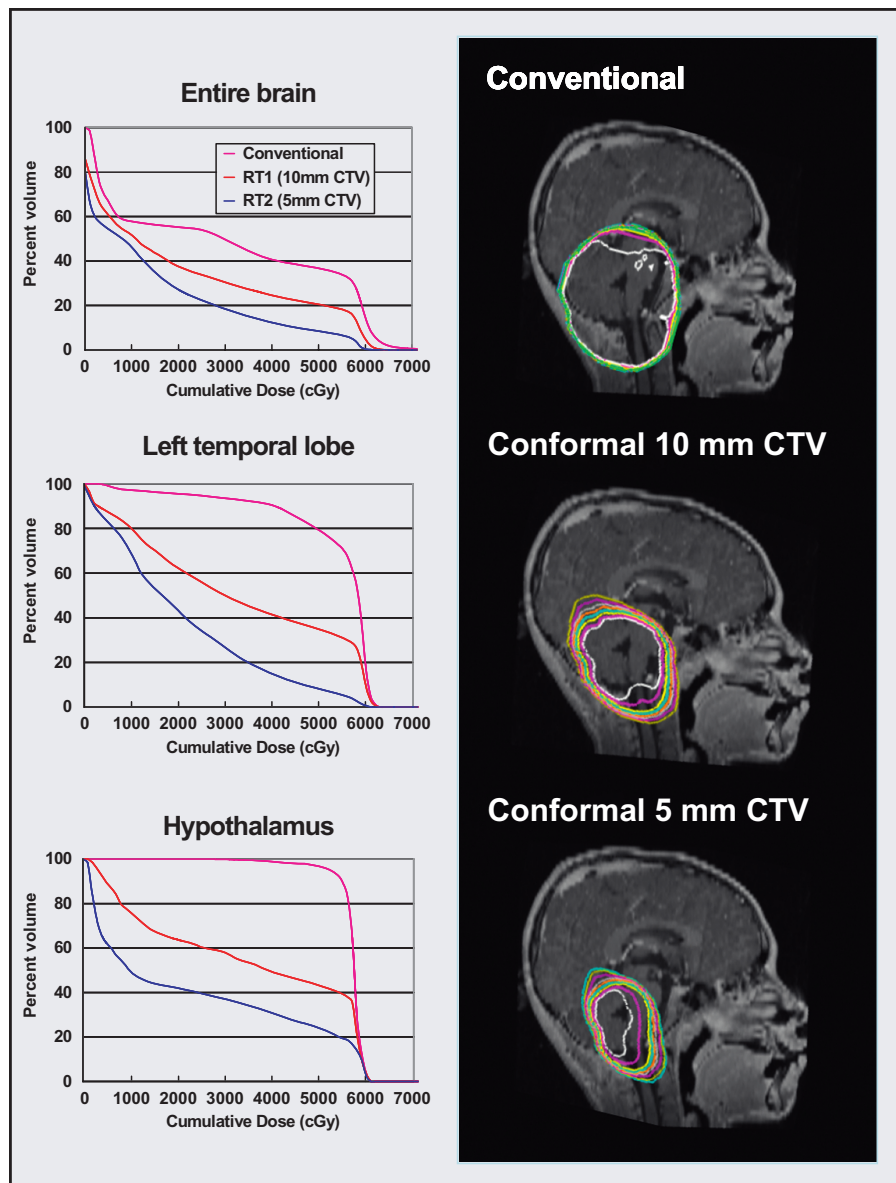 Entire brain
100
80
60
40
20
0
Percent volume
Conventional
RT1 (10mm CTV)
RT2 (5mm CTV)
0 1000 2000 3000 4000 5000 6000 7000
Cumulative Dose (cGy)
Left temporal lobe
100
80
60
40
20
0
Percent volume
0 1000 2000 3000 4000 5000 6000 7000
Cumulative Dose (cGy)
Hypothalamus
100
80
60
40
20
0
Percent volume
0 1000 2000 3000 4000 5000 6000 7000
Cumulative Dose (cGy)
Conventional
Conformal 10 mm CTV
Conformal 5 mm CTV